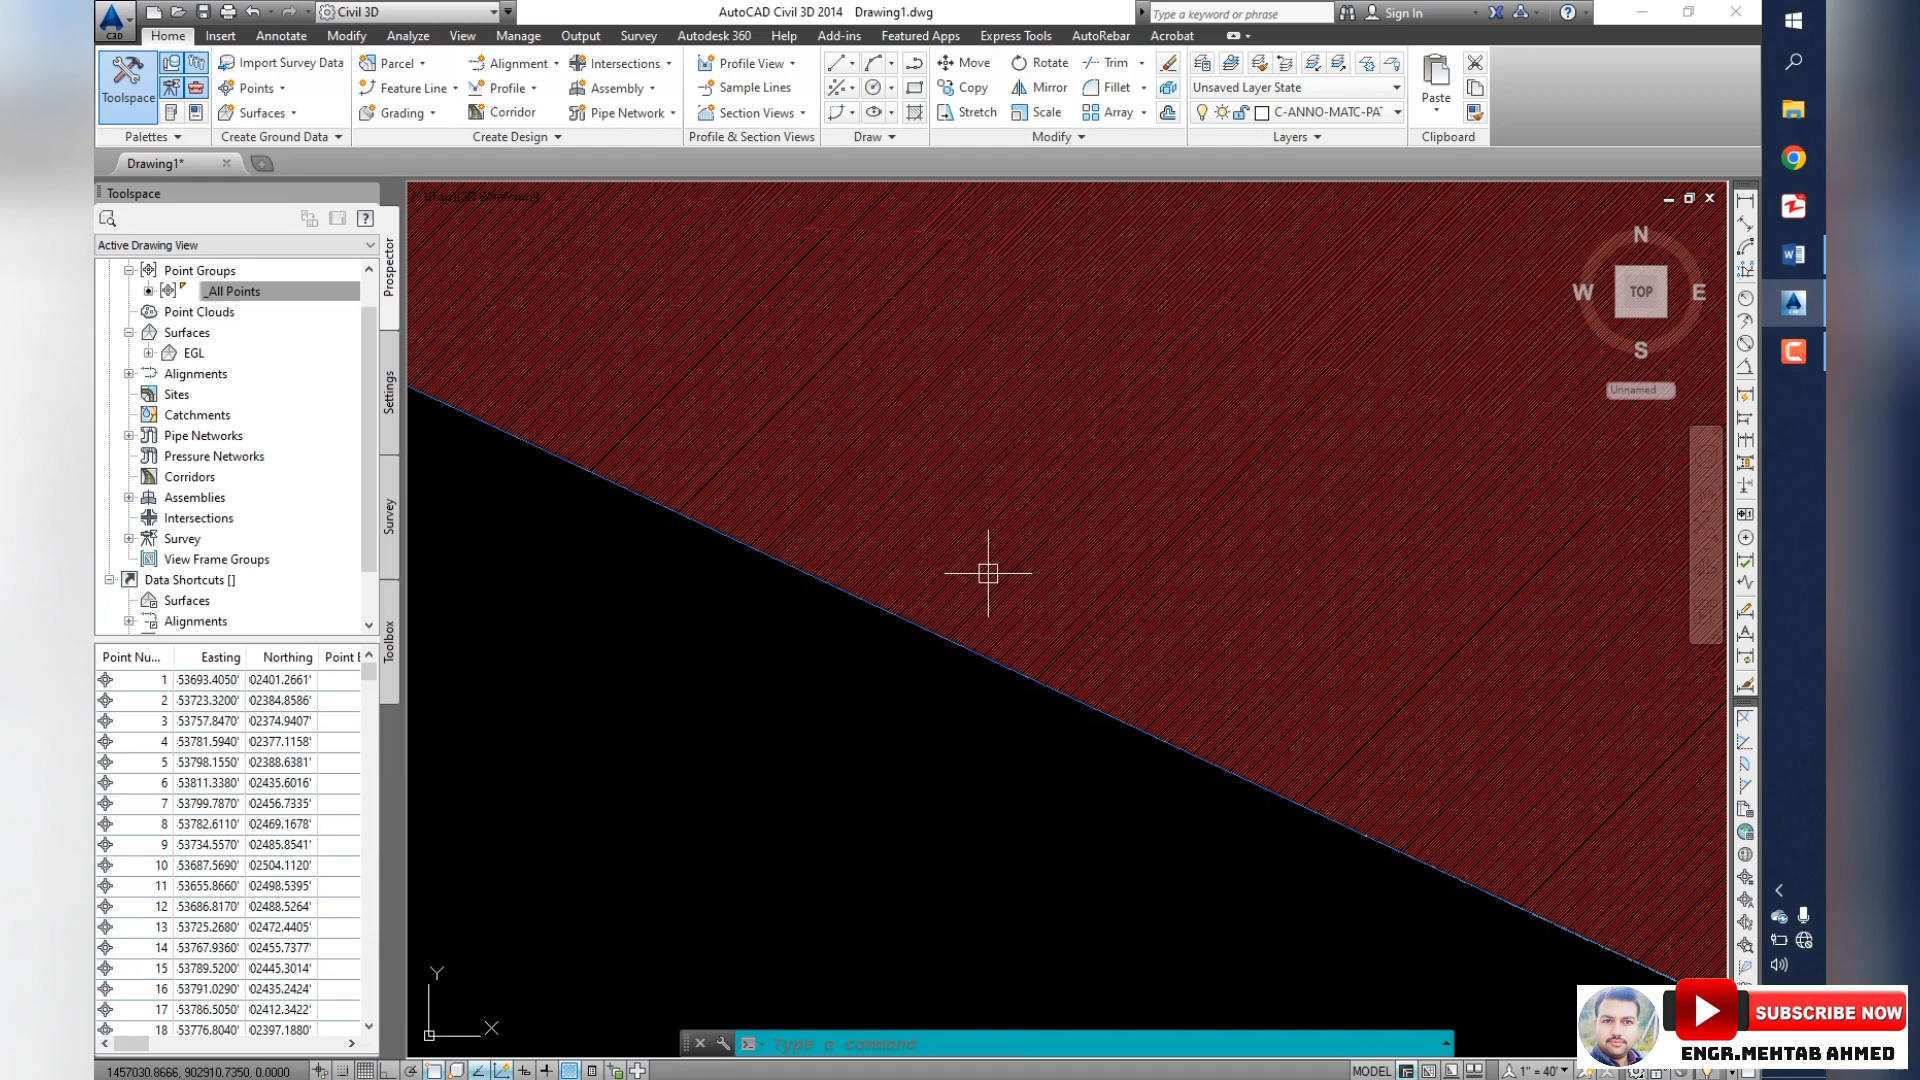 Civil 3D
AutoCAD Civil 3D 2014 Drawing1.dwg
Type a keyword or phrase
Sign In
C3D
Home Insert Annotate Modify Analyze View Manage Output Survey Autodesk 360 Help Add-ins Featured Apps Express Tools AutoRebar Acrobat
Toolspace
Import Survey Data
Points
Surfaces
Parcel
Feature Line
Grading
Alignment
Profile
Corridor
Intersections
Assembly
Pipe Network
Profile View
Sample Lines
Section Views
Move Rotate Trim
Copy Mirror Fillet
Stretch Scale Array
Unsaved Layer State
C-ANNO-MATC-PA
Paste
Palettes Create Ground Data Create Design Profile & Section Views Draw Modify Layers Clipboard
Drawing1*
Toolspace
Active Drawing View
Point Groups
_All Points
Point Clouds
Surfaces
EGL
Alignments
Sites
Catchments
Pipe Networks
Pressure Networks
Corridors
Assemblies
Intersections
Survey
View Frame Groups
Data Shortcuts []
Surfaces
Alignments
Prospector
Settings
Survey
Toolbox
Point Nu... Easting Northing Point
1 53693.4050' 02401.2661'
2 53723.3200' 02384.8586'
3 53757.8470' 02374.9407'
4 53781.5940' 02377.1158'
5 53798.1550' 02388.6381'
6 53811.3380' 02435.6016'
7 53799.7870' 02456.7335'
8 53782.6110' 02469.1678'
9 53734.5570' 02485.8541'
10 53687.5690' 02504.1120'
11 53655.8660' 02498.5395'
12 53686.8170' 02488.5264'
13 53725.2680' 02472.4405'
14 53767.9360' 02455.7377'
15 53789.5200' 02445.3014'
16 53791.0290' 02435.2424'
17 53786.5050' 02412.3422'
18 53776.8040' 02397.1880'
N
W TOP E
S
Unnamed
Y
X
Type a command
1457030.8666, 902910.7350, 0.0000
MODEL
1" = 40'
SUBSCRIBE NOW
ENGR.MEHTAB AHMED